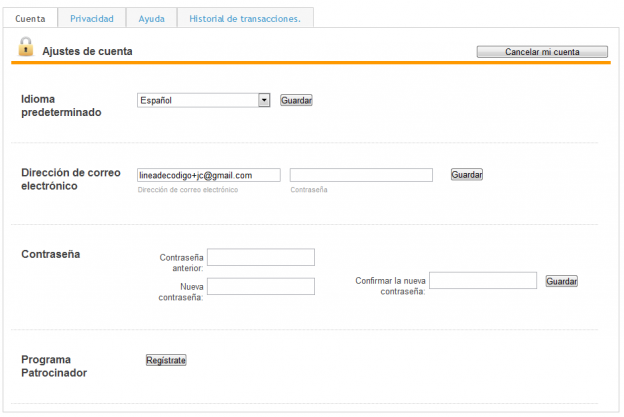 Cuenta
Privacidad
Ayuda
Historial de transacciones.
Ajustes de cuenta
Cancelar mi cuenta
Idioma
predeterminado
Español
Guardar
Dirección de correo
electrónico
lineadecodigo+jc@gmail.com
Guardar
Dirección de correo electrónico
Contraseña
Contraseña
Contraseña
anterior:
Nueva
contraseña:
Confirmar la nueva
contraseña:
Guardar
Programa
Patrocinador
Regístrate